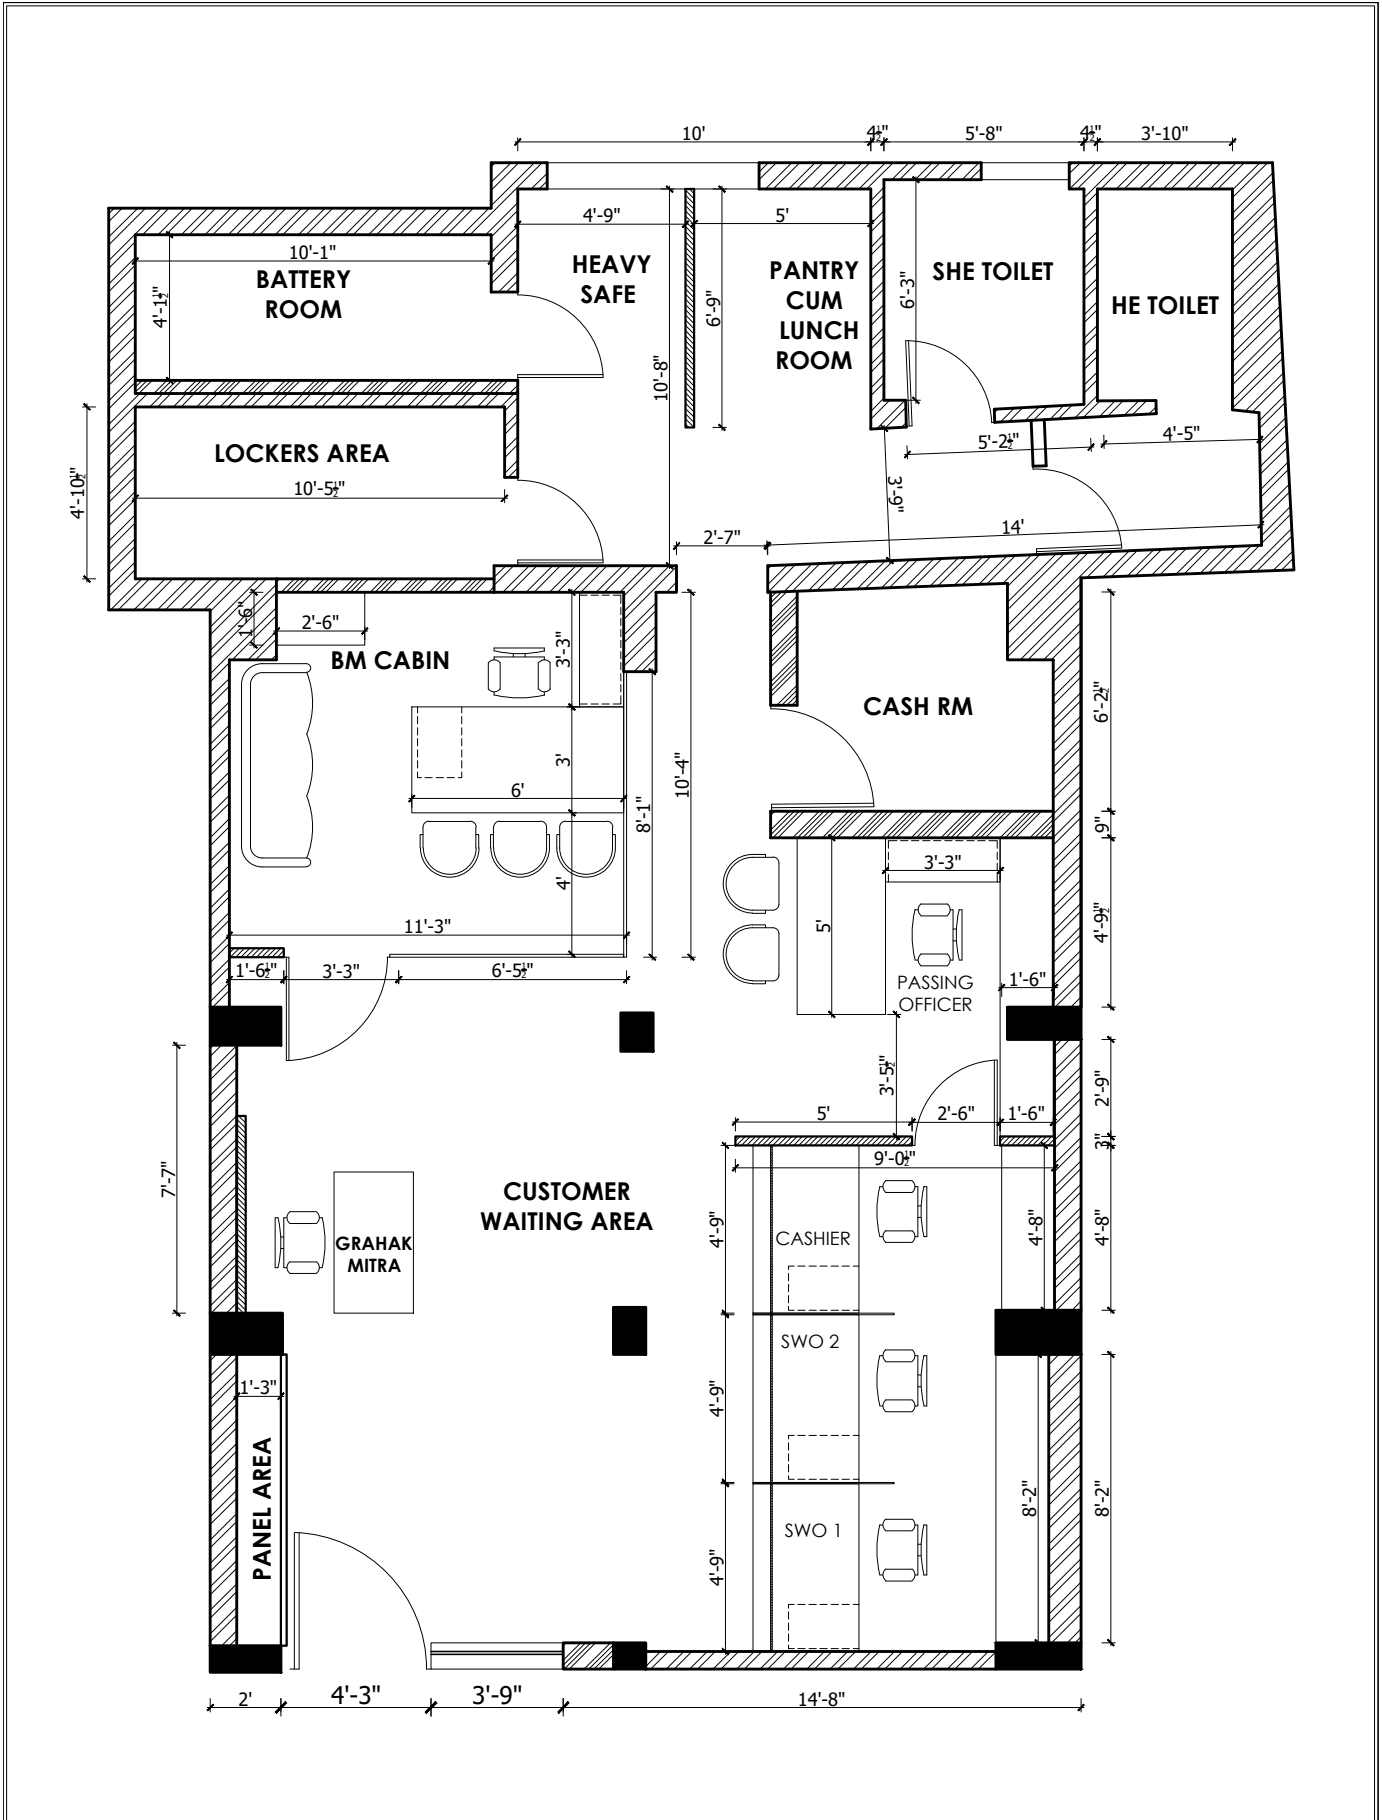 10'
4½"
5'-8"
4½"
3'-10"
4'-9"
5'
10'-1"
BATTERY
ROOM
4'-1½"
HEAVY
SAFE
6'-9"
10'-8"
PANTRY
CUM
LUNCH
ROOM
SHE TOILET
6'-3"
HE TOILET
LOCKERS AREA
10'-5½"
4'-10½"
5'-2½"
4'-5"
3'-9"
14'
2'-7"
1'-6"
2'-6"
BM CABIN
3'-3"
3'
6'
4'
8'-1"
10'-4"
11'-3"
1'-6½"
3'-3"
6'-5½"
CASH RM
6'-2½"
9"
3'-3"
5'
4'-9½"
PASSING
OFFICER
1'-6"
3'-5½"
2'-9"
5'
2'-6"
1'-6"
3"
9'-0½"
7'-7"
CUSTOMER
WAITING AREA
GRAHAK
MITRA
4'-9"
CASHIER
4'-8"
4'-8"
SWO 2
4'-9"
1'-3"
PANEL AREA
SWO 1
4'-9"
8'-2"
8'-2"
2'
4'-3"
3'-9"
14'-8"